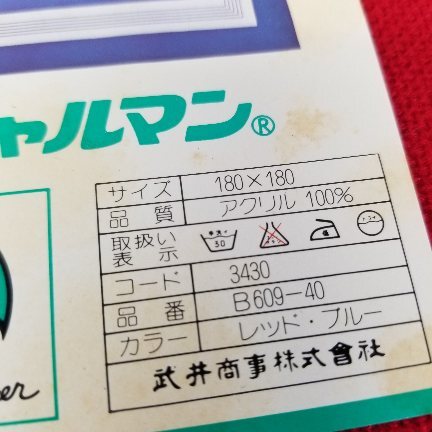 ャルマン®
サイズ 180×180
品質 アクリル 100%
取扱い表示 30
コード 3430
品番 B609-40
カラー レッド・ブルー
武井商事株式會社
er